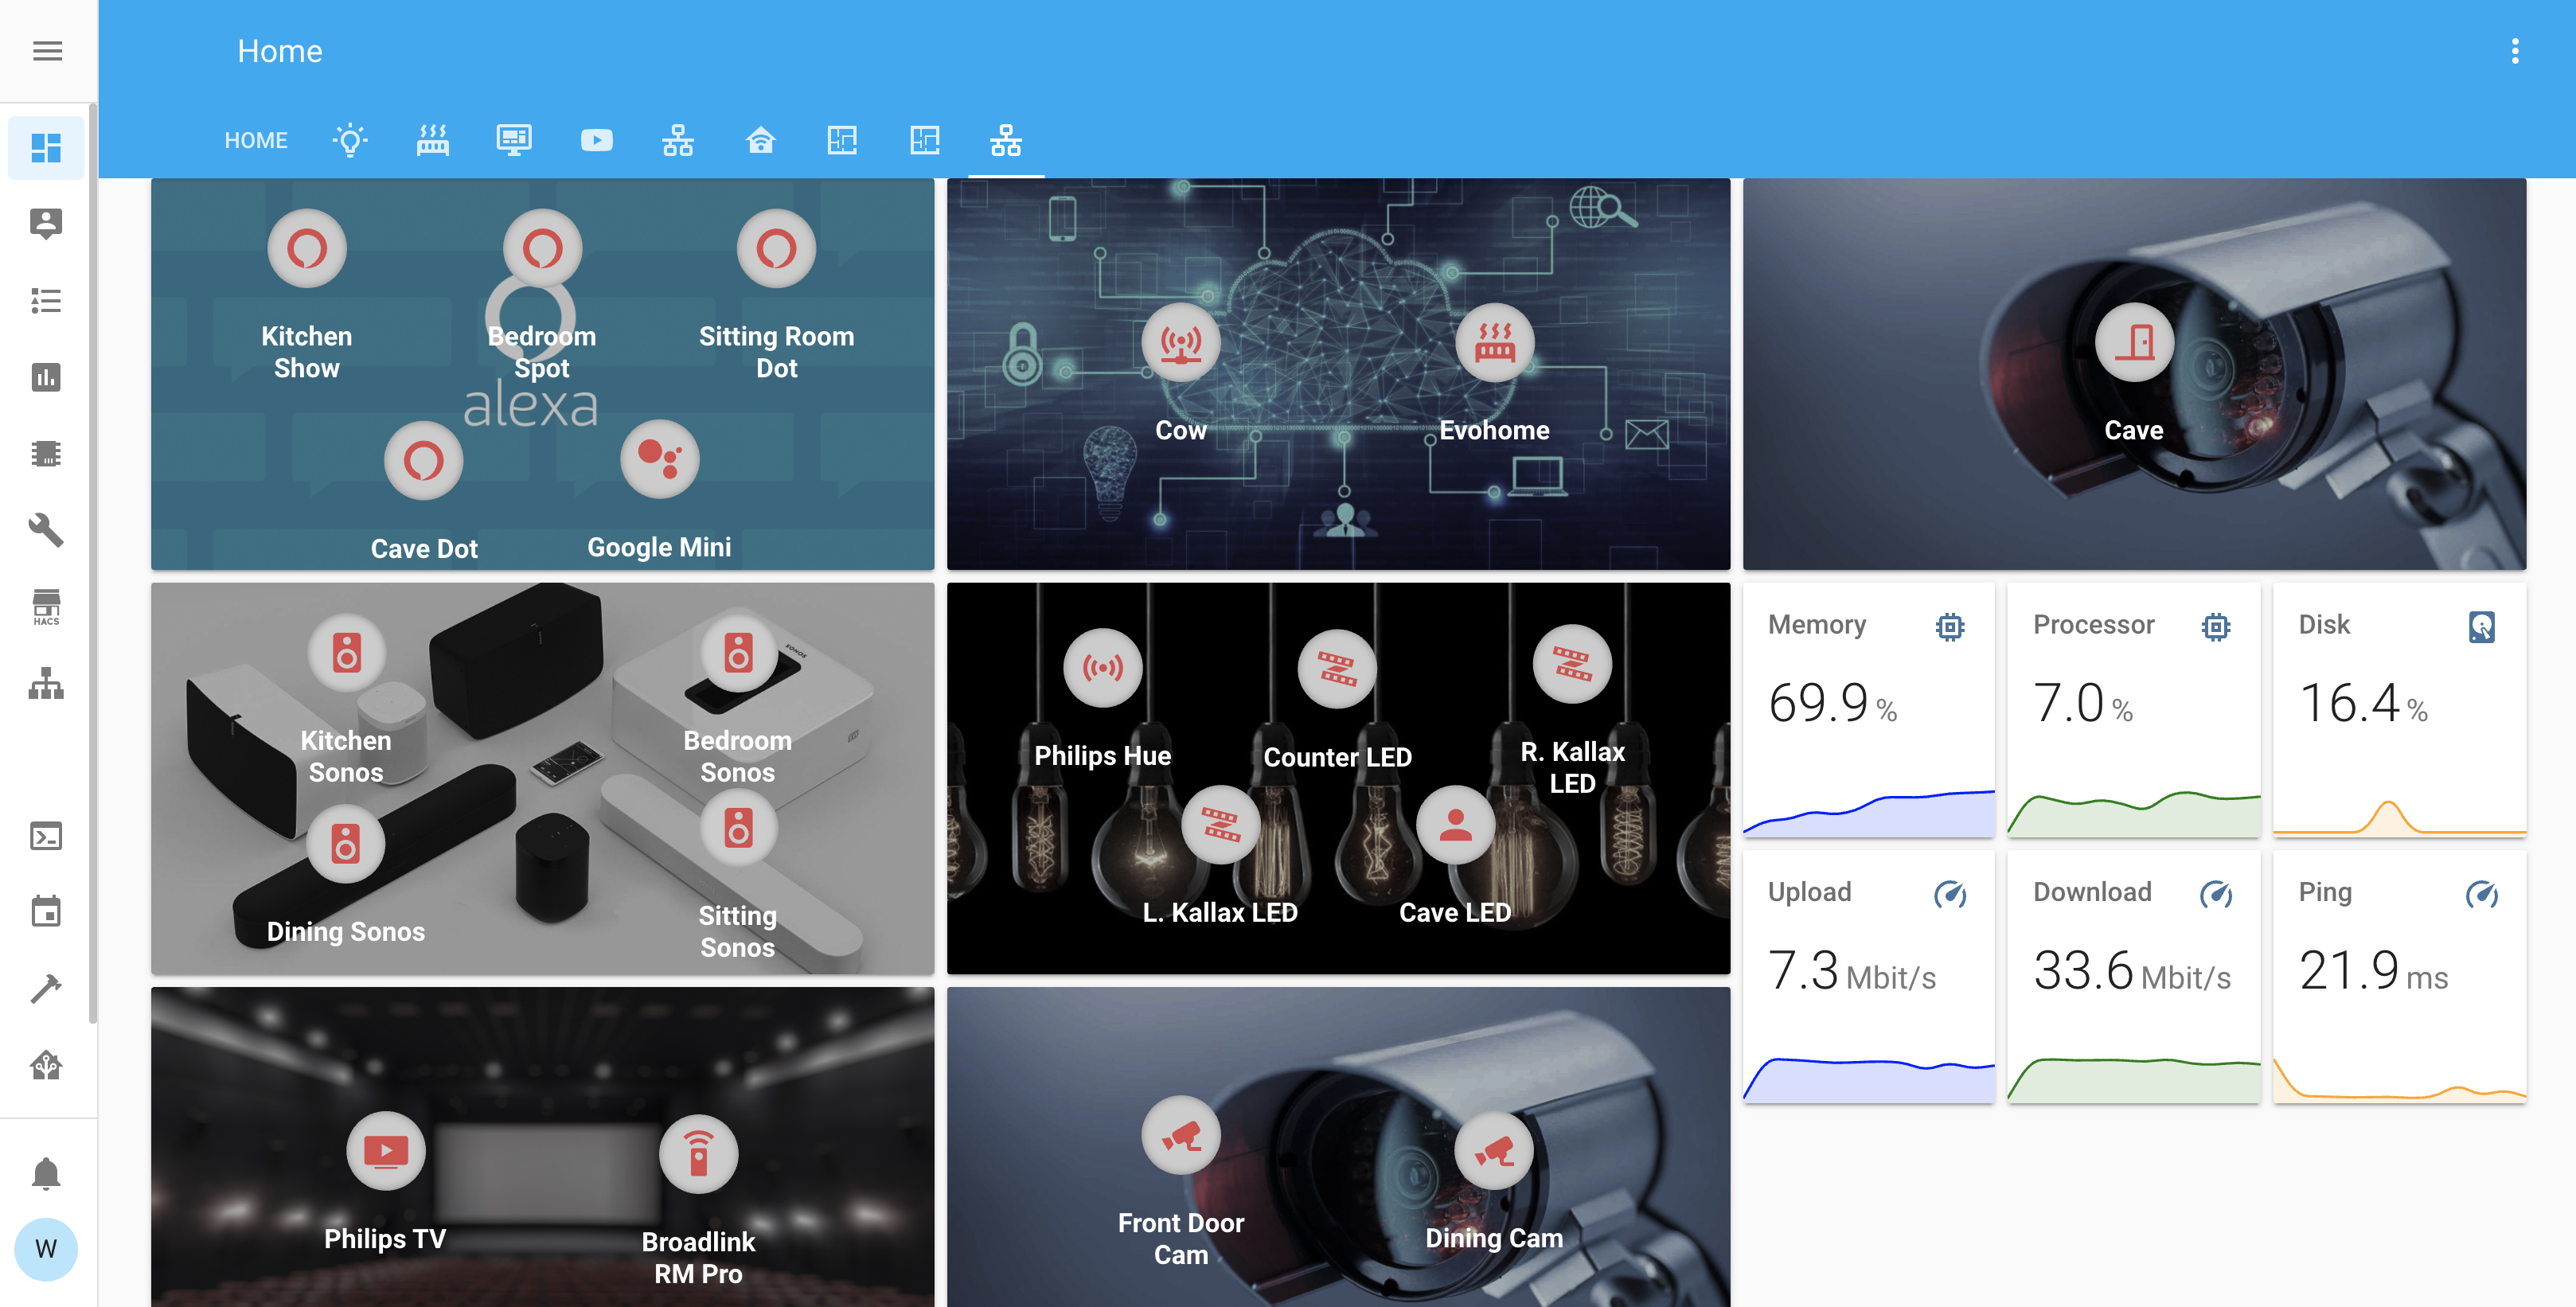 Home
HOME
HACS
W
Kitchen
Show
Bedroom
Spot
Sitting Room
Dot
alexa
Cave Dot
Google Mini
Cow
Evohome
Cave
SONOS
Kitchen
Sonos
Bedroom
Sonos
Dining Sonos
Sitting
Sonos
Philips Hue
Counter LED
R. Kallax
LED
L. Kallax LED
Cave LED
Memory
69.9 %
Processor
7.0 %
Disk
16.4 %
Upload
7.3 Mbit/s
Download
33.6 Mbit/s
Ping
21.9 ms
Philips TV
Broadlink
RM Pro
Front Door
Cam
Dining Cam